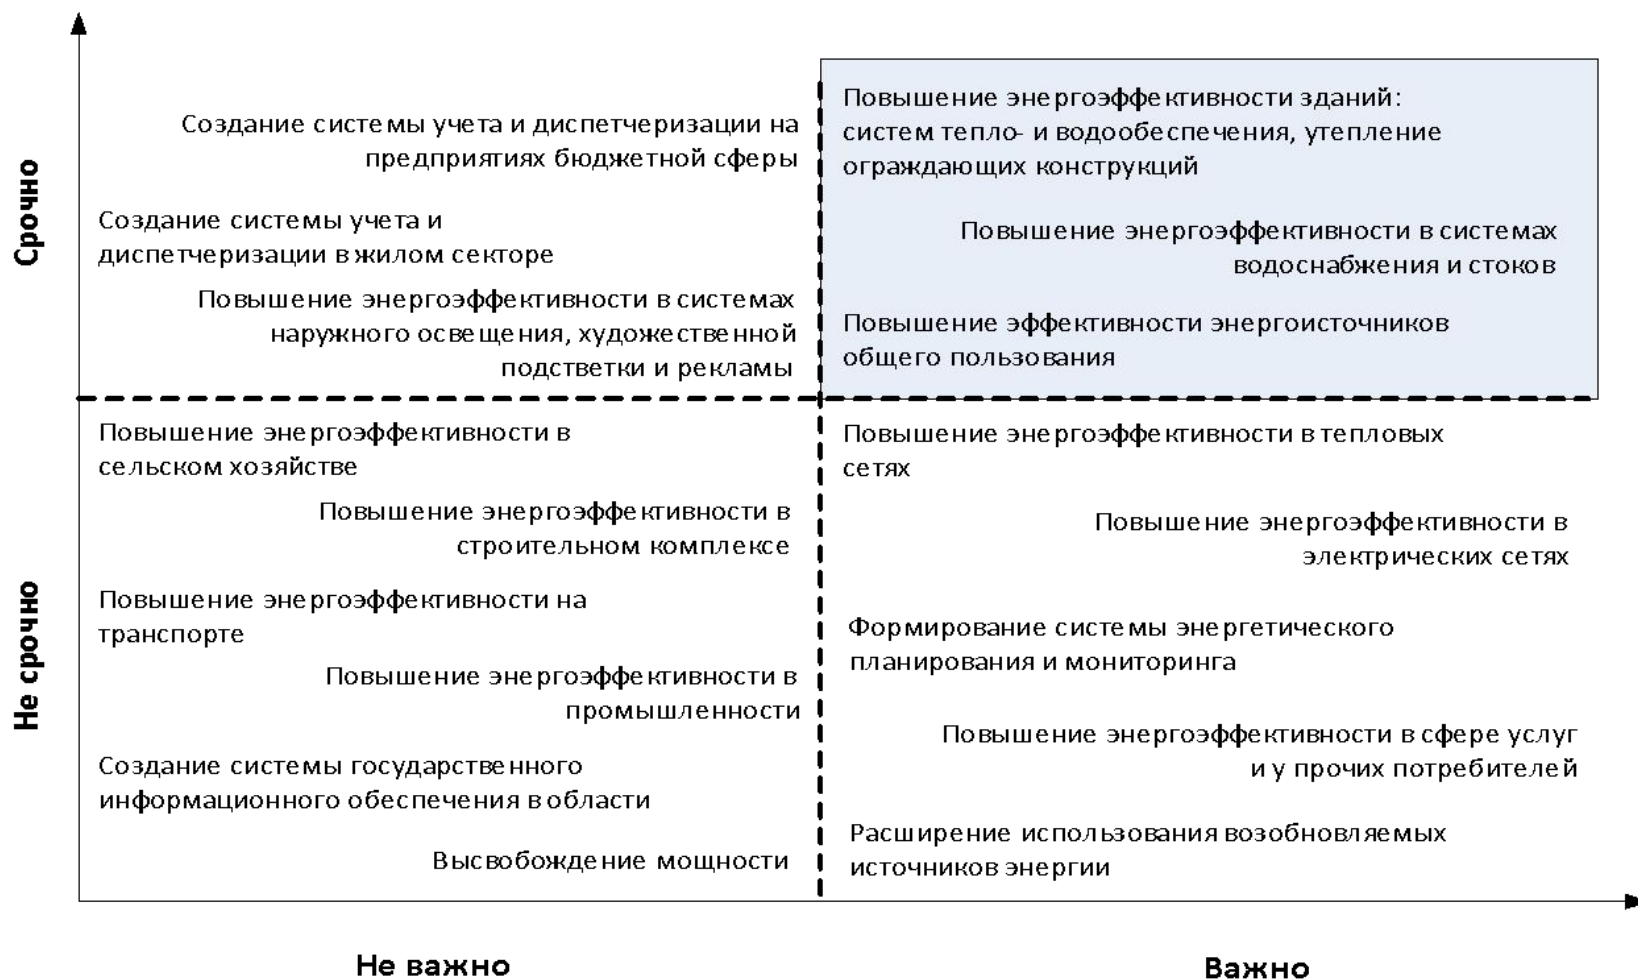 Срочно
Создание системы учета и диспетчеризации на
предприятиях бюджетной сферы
Создание системы учета и
диспетчеризации в жилом секторе
Повышение энергоэффективности в системах
наружного освещения, художественной
подстветки и рекламы
Повышение энергоэффективности зданий:
систем тепло- и водообеспечения, утепление
ограждающих конструкций
Повышение энергоэффективности в системах
водоснабжения и стоков
Повышение эффективности энергоисточников
общего пользования
Не срочно
Повышение энергоэффективности в
сельском хозяйстве
Повышение энергоэффективности в
строительном комплексе
Повышение энергоэффективности на
транспорте
Повышение энергоэффективности в
промышленности
Создание системы государственного
информационного обеспечения в области
Высвобождение мощности
Повышение энергоэффективности в тепловых
сетях
Повышение энергоэффективности в
электрических сетях
Формирование системы энергетического
планирования и мониторинга
Повышение энергоэффективности в сфере услуг
и у прочих потребителей
Расширение использования возобновляемых
источников энергии
Не важно
Важно